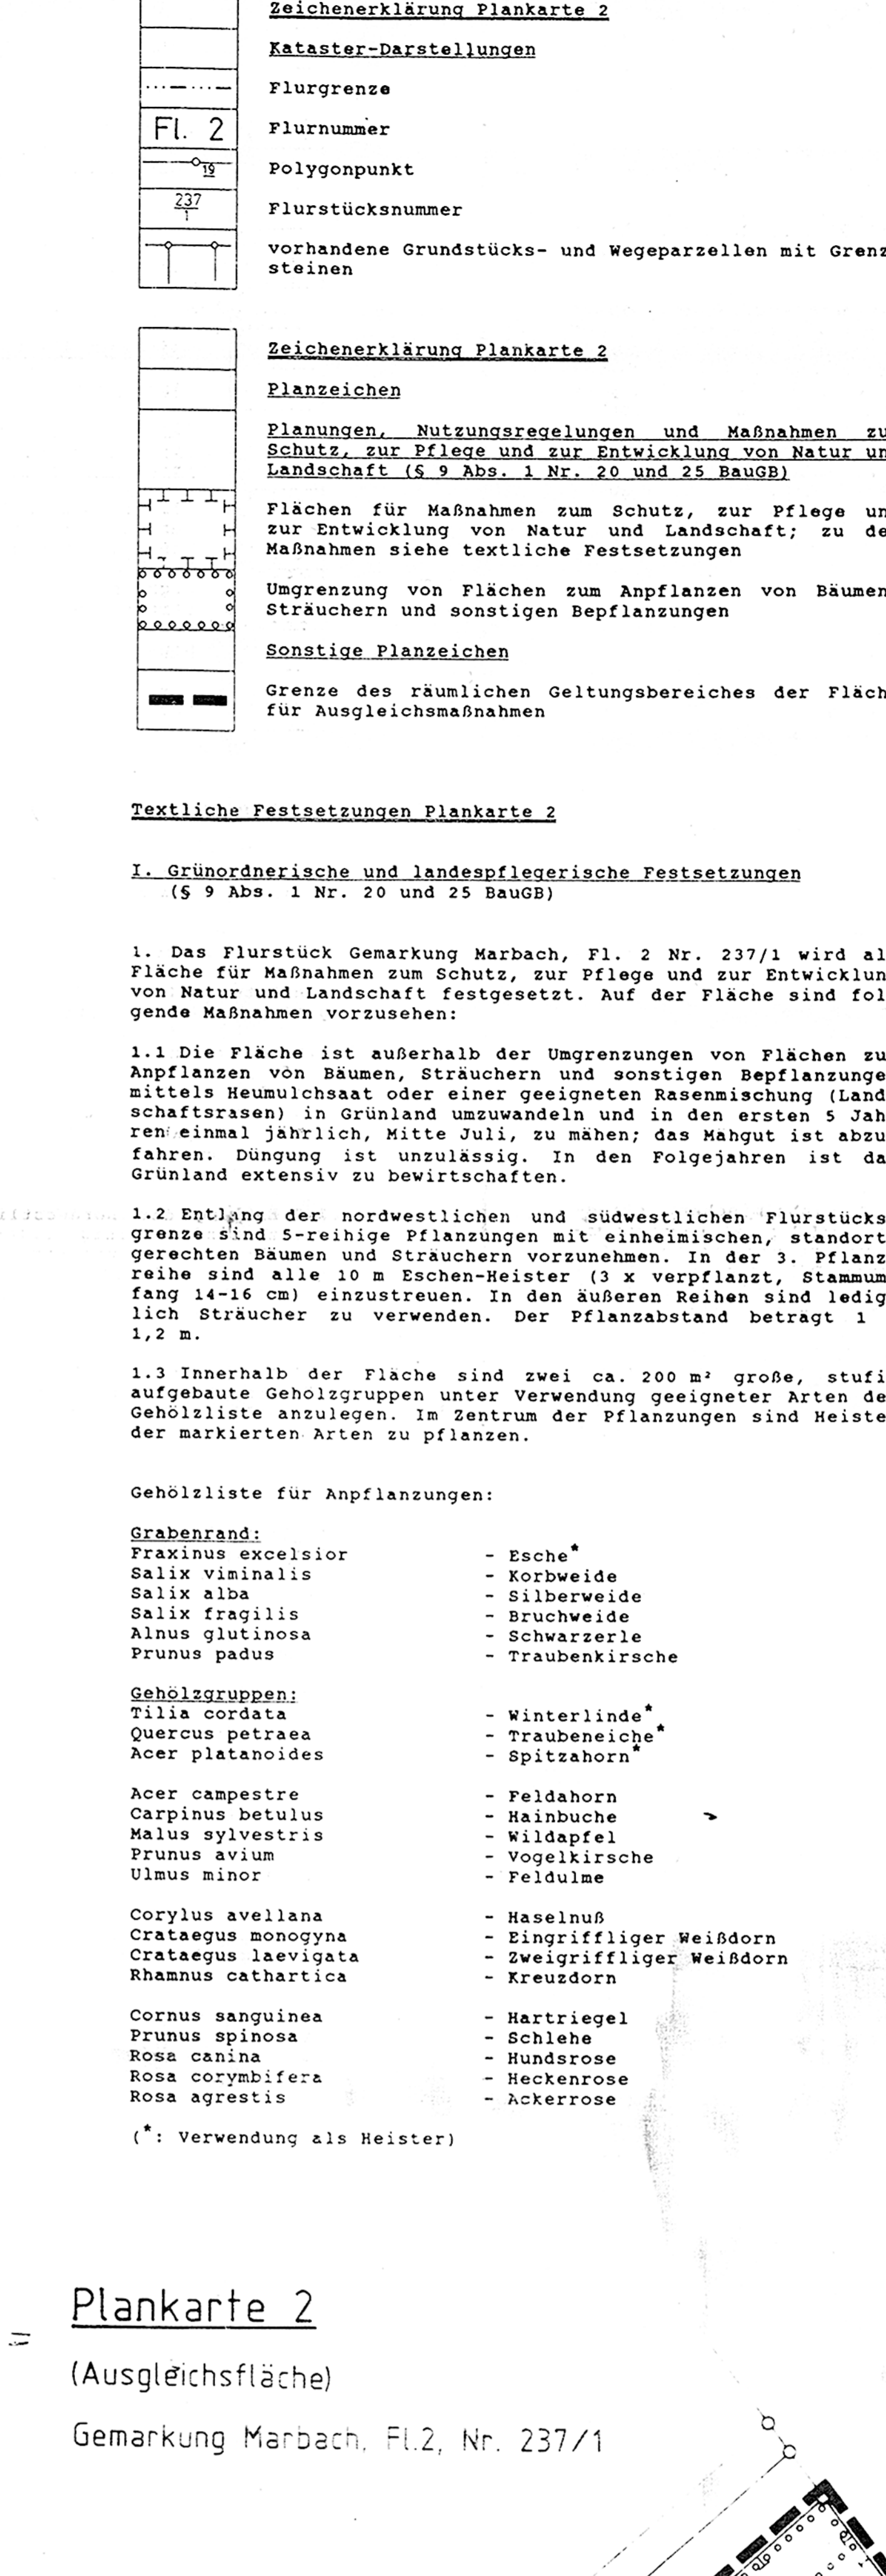 Zeichenerklärung Plankarte 2
Kataster-Darstellungen
Flurgrenze
Fl. 2 Flurnummer
19 Polygonpunkt
237
1
Flurstücksnummer
vorhandene Grundstücks- und Wegeparzellen mit Grenz
steinen
Zeichenerklärung Plankarte 2
Planzeichen
Planungen, Nutzungsregelungen und Maßnahmen zu
Schutz, zur Pflege und zur Entwicklung von Natur un
Landschaft (§ 9 Abs. 1 Nr. 20 und 25 BauGB)
Flächen für Maßnahmen zum Schutz, zur Pflege un
zur Entwicklung von Natur und Landschaft; zu de
Maßnahmen siehe textliche Festsetzungen
Umgrenzung von Flächen zum Anpflanzen von Bäumen
Sträuchern und sonstigen Bepflanzungen
Sonstige Planzeichen
Grenze des räumlichen Geltungsbereiches der Fläch
für Ausgleichsmaßnahmen
Textliche Festsetzungen Plankarte 2
I. Grünordnerische und landespflegerische Festsetzungen
(§ 9 Abs. 1 Nr. 20 und 25 BauGB)
1. Das Flurstück Gemarkung Marbach, Fl. 2 Nr. 237/1 wird al
Fläche für Maßnahmen zum Schutz, zur Pflege und zur Entwicklun
von Natur und Landschaft festgesetzt. Auf der Fläche sind fol
gende Maßnahmen vorzusehen:
1.1 Die Fläche ist außerhalb der Umgrenzungen von Flächen zu
Anpflanzen von Bäumen, Sträuchern und sonstigen Bepflanzunge
mittels Heumulchsaat oder einer geeigneten Rasenmischung (Land
schaftsrasen) in Grünland umzuwandeln und in den ersten 5 Jah
ren einmal jährlich, Mitte Juli, zu mähen; das Mähgut ist abzu
fahren. Düngung ist unzulässig. In den Folgejahren ist da
Grünland extensiv zu bewirtschaften.
1.2 Entlang der nordwestlichen und südwestlichen Flurstücks
grenze sind 5-reihige Pflanzungen mit einheimischen, standort
gerechten Bäumen und Sträuchern vorzunehmen. In der 3. Pflanz
reihe sind alle 10 m Eschen-Heister (3 x verpflanzt, Stammum
fang 14-16 cm) einzustreuen. In den äußeren Reihen sind ledig
lich Sträucher zu verwenden. Der Pflanzabstand beträgt 1
1,2 m.
1.3 Innerhalb der Fläche sind zwei ca. 200 m² große, stufi
aufgebaute Gehölzgruppen unter Verwendung geeigneter Arten de
Gehölzliste anzulegen. Im Zentrum der Pflanzungen sind Heiste
der markierten Arten zu pflanzen.
Gehölzliste für Anpflanzungen:
Grabenrand:
Fraxinus excelsior - Esche*
Salix viminalis - Korbweide
Salix alba - Silberweide
Salix fragilis - Bruchweide
Alnus glutinosa - Schwarzerle
Prunus padus - Traubenkirsche
Gehölzgruppen:
Tilia cordata - Winterlinde*
Quercus petraea - Traubeneiche*
Acer platanoides - Spitzahorn*
Acer campestre - Feldahorn
Carpinus betulus - Hainbuche
Malus sylvestris - Wildapfel
Prunus avium - Vogelkirsche
Ulmus minor - Feldulme
Corylus avellana - Haselnuß
Crataegus monogyna - Eingriffliger Weißdorn
Crataegus laevigata - Zweigriffliger Weißdorn
Rhamnus cathartica - Kreuzdorn
Cornus sanguinea - Hartriegel
Prunus spinosa - Schlehe
Rosa canina - Hundsrose
Rosa corymbifera - Heckenrose
Rosa agrestis - Ackerrose
(*: Verwendung als Heister)
Plankarte 2
(Ausgleichsfläche)
Gemarkung Marbach, Fl.2, Nr. 237/1